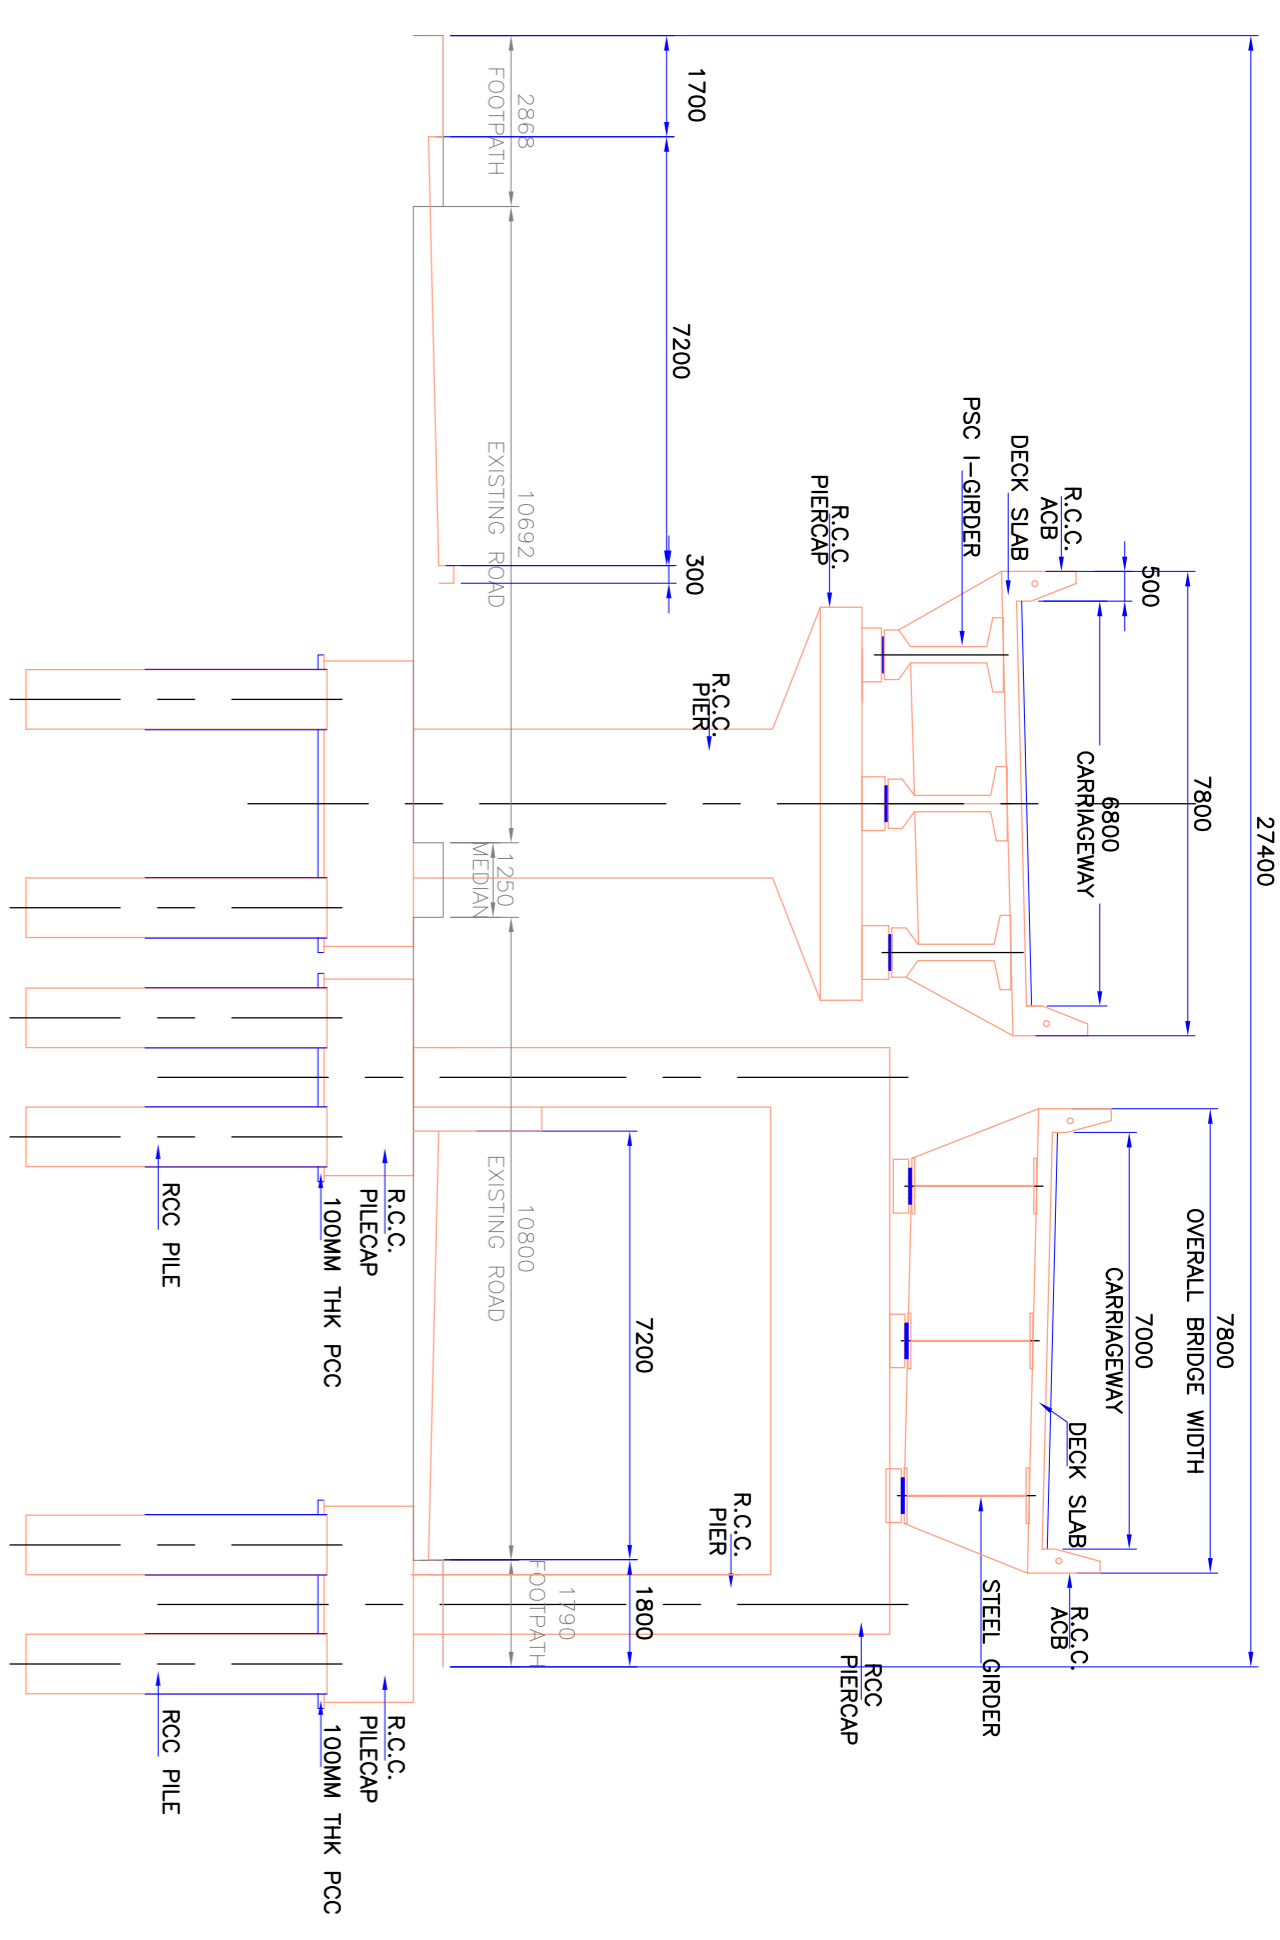 27400
7800
6800
CARRIAGEWAY
500
R.C.C.
ACB
DECK SLAB
PSC I-GIRDER
R.C.C.
PIERCAP
R.C.C.
PIER
7800
OVERALL BRIDGE WIDTH
7000
CARRIAGEWAY
DECK SLAB
R.C.C.
ACB
STEEL GIRDER
RCC
PIERCAP
R.C.C.
PIER
1700
7200
300
7200
1800
2868
FOOTPATH
10692
EXISTING ROAD
1250
MEDIAN
10800
EXISTING ROAD
1790
FOOTPATH
R.C.C.
PILECAP
100MM THK PCC
RCC PILE
R.C.C.
PILECAP
100MM THK PCC
RCC PILE